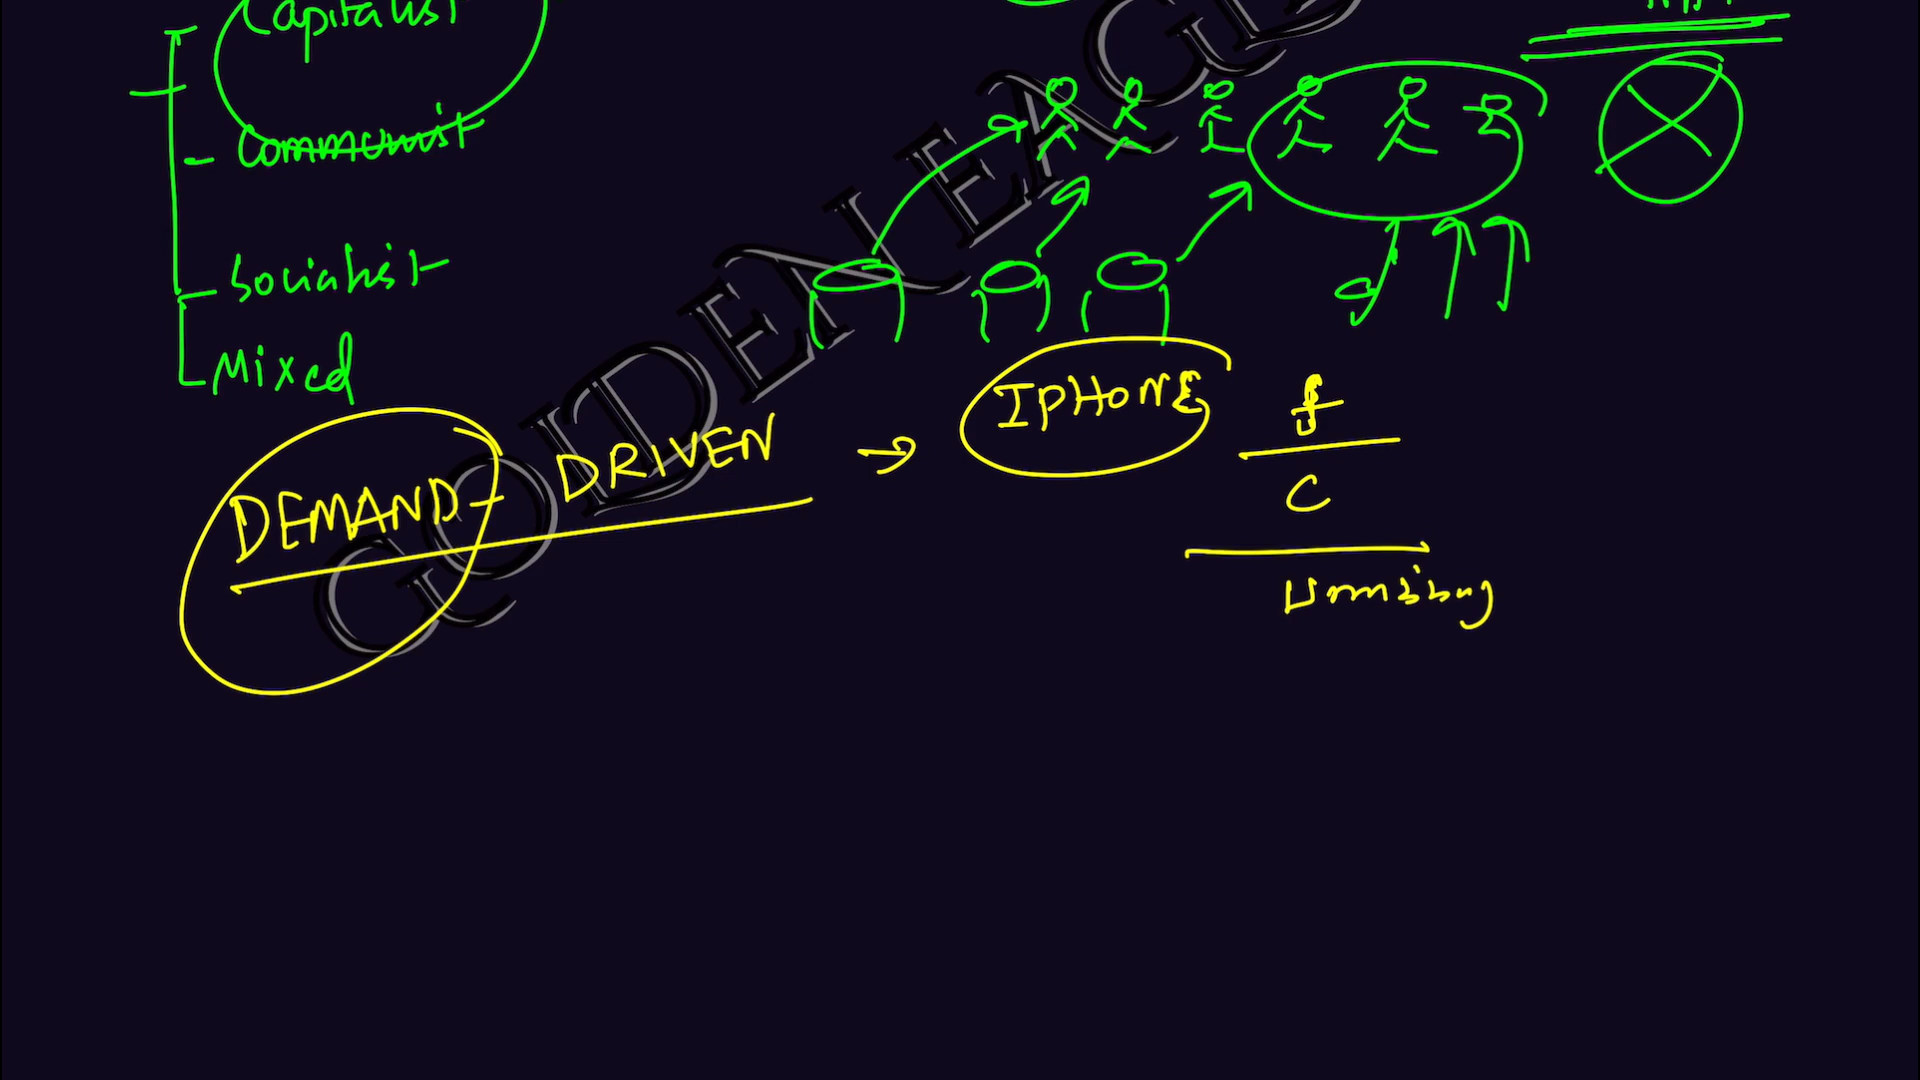 Capitalist
- Communist
- Socialist
Mixed
DEMAND - DRIVEN → IPHONE
C
GOLDEN EAGLE